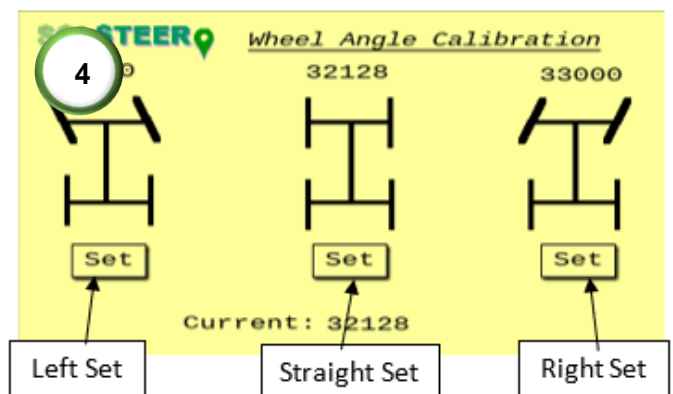 STEER
Wheel Angle Calibration
4
32128
33000
Set
Set
Set
Current: 32128
Left Set
Straight Set
Right Set